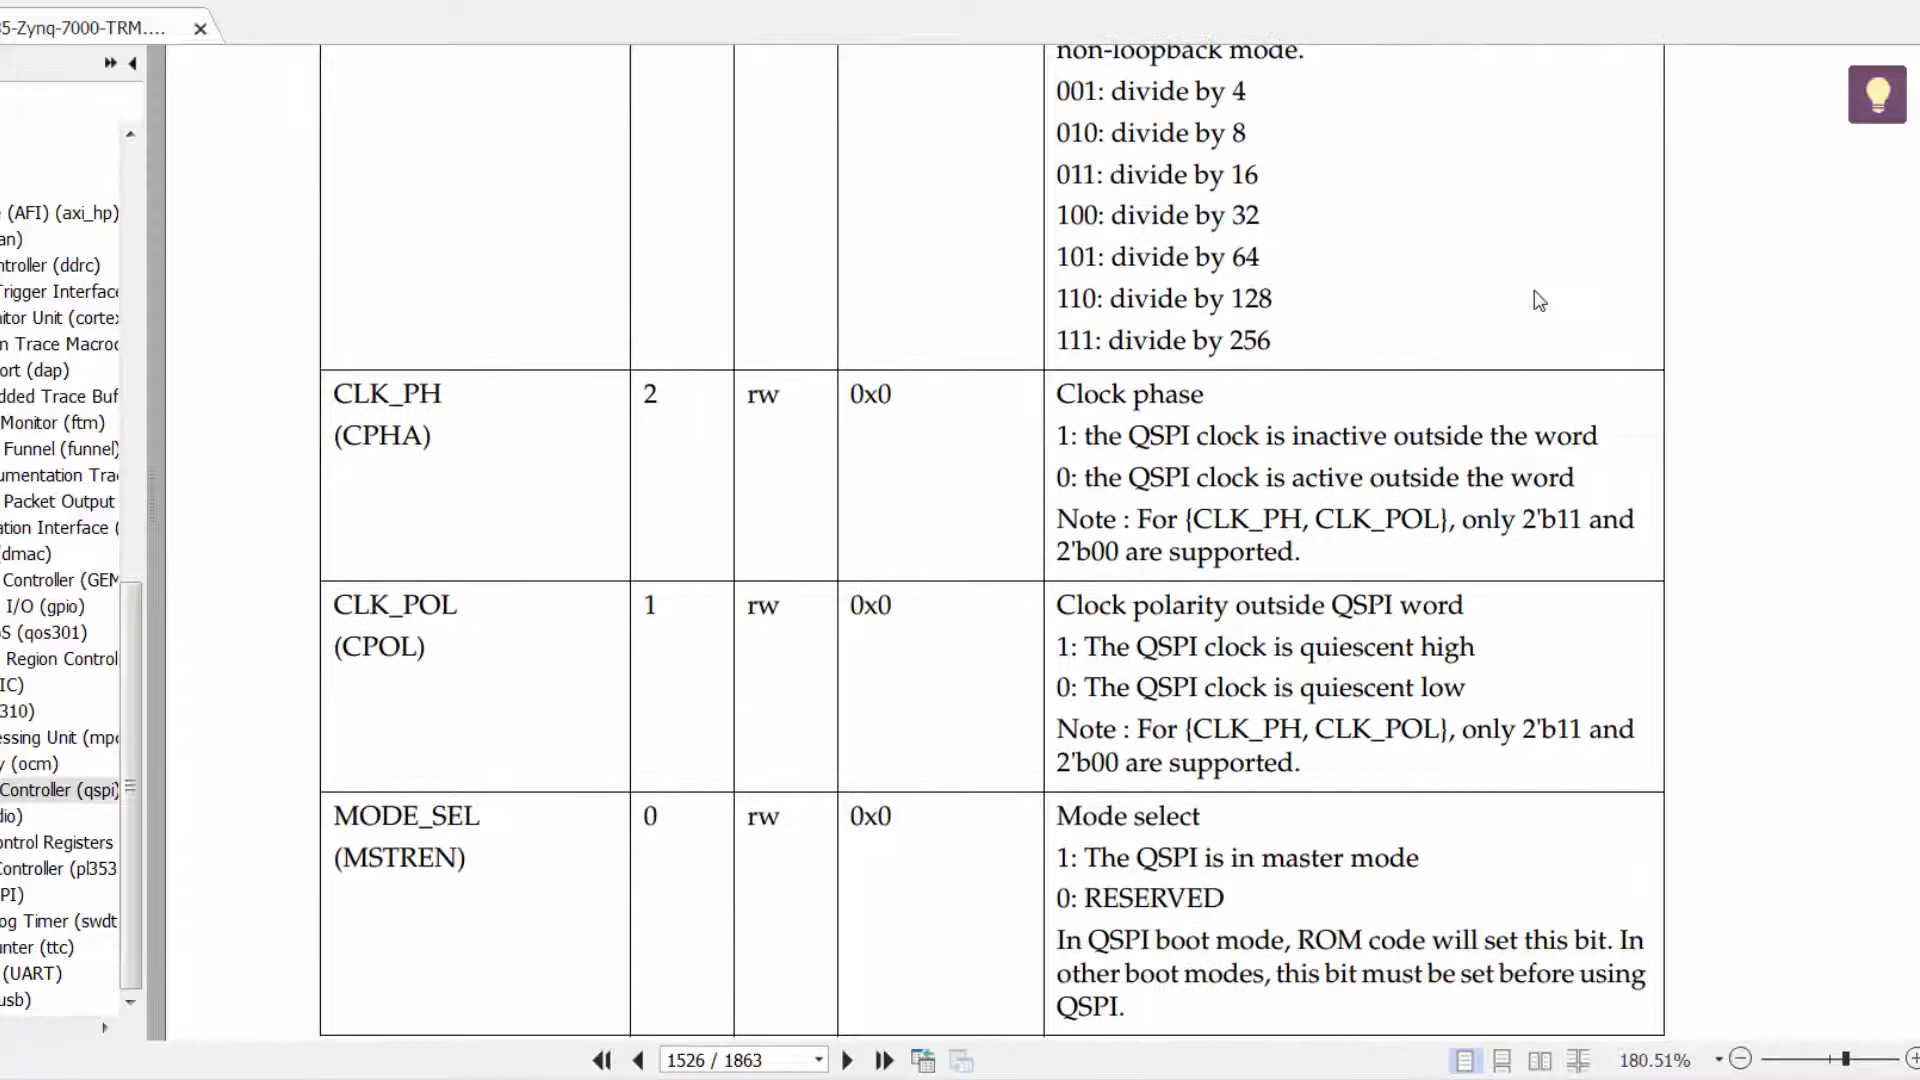 35-Zynq-7000-TRM....
e (AFI) (axi_hp)
an)
ntroller (ddrc)
Trigger Interface
nitor Unit (cortex
m Trace Macroc
ort (dap)
dded Trace Buf
Monitor (ftm)
Funnel (funnel)
umentation Trac
Packet Output
ation Interface (
(dmac)
Controller (GEM
I/O (gpio)
oS (qos301)
Region Control
IC)
310)
essing Unit (mpc
y (ocm)
Controller (qspi)
dio)
ontrol Registers
Controller (pl353
PI)
og Timer (swdt
unter (ttc)
(UART)
usb)
non-loopback mode.
001: divide by 4
010: divide by 8
011: divide by 16
100: divide by 32
101: divide by 64
110: divide by 128
111: divide by 256
CLK_PH 2 rw 0x0 Clock phase
(CPHA) 1: the QSPI clock is inactive outside the word
0: the QSPI clock is active outside the word
Note : For {CLK_PH, CLK_POL}, only 2'b11 and
2'b00 are supported.
CLK_POL 1 rw 0x0 Clock polarity outside QSPI word
(CPOL) 1: The QSPI clock is quiescent high
0: The QSPI clock is quiescent low
Note : For {CLK_PH, CLK_POL}, only 2'b11 and
2'b00 are supported.
MODE_SEL 0 rw 0x0 Mode select
(MSTREN) 1: The QSPI is in master mode
0: RESERVED
In QSPI boot mode, ROM code will set this bit. In
other boot modes, this bit must be set before using
QSPI.
1526 / 1863
180.51%